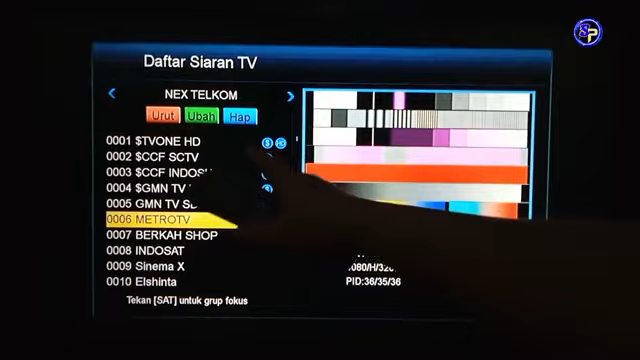 SP
Daftar Siaran TV
NEX TELKOM
Urut Ubah Hap
0001 $TVONE HD
0002 $CCF SCTV
0003 $CCF INDOS
0004 $GMN TV
0005 GMN TV
0006 METROTV
0007 BERKAH SHOP
0008 INDOSAT
0009 Sinema X
0010 Elshinta
Tekan [SAT] untuk grup fokus
PID:36/35/36